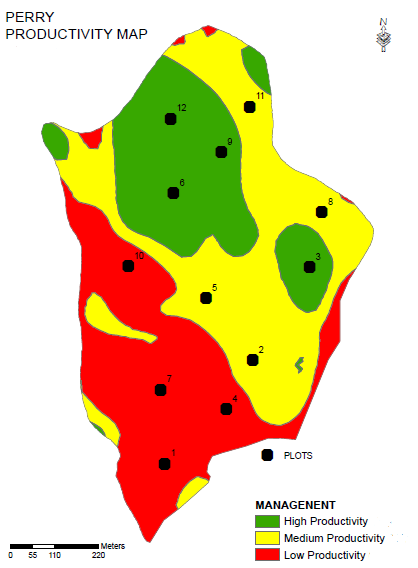 PERRY
PRODUCTIVITY MAP
N
11
12
9
6
8
3
10
5
2
7
4
1
PLOTS
MANAGENENT
High Productivity
Medium Productivity
Low Productivity
Meters
0 55 110 220